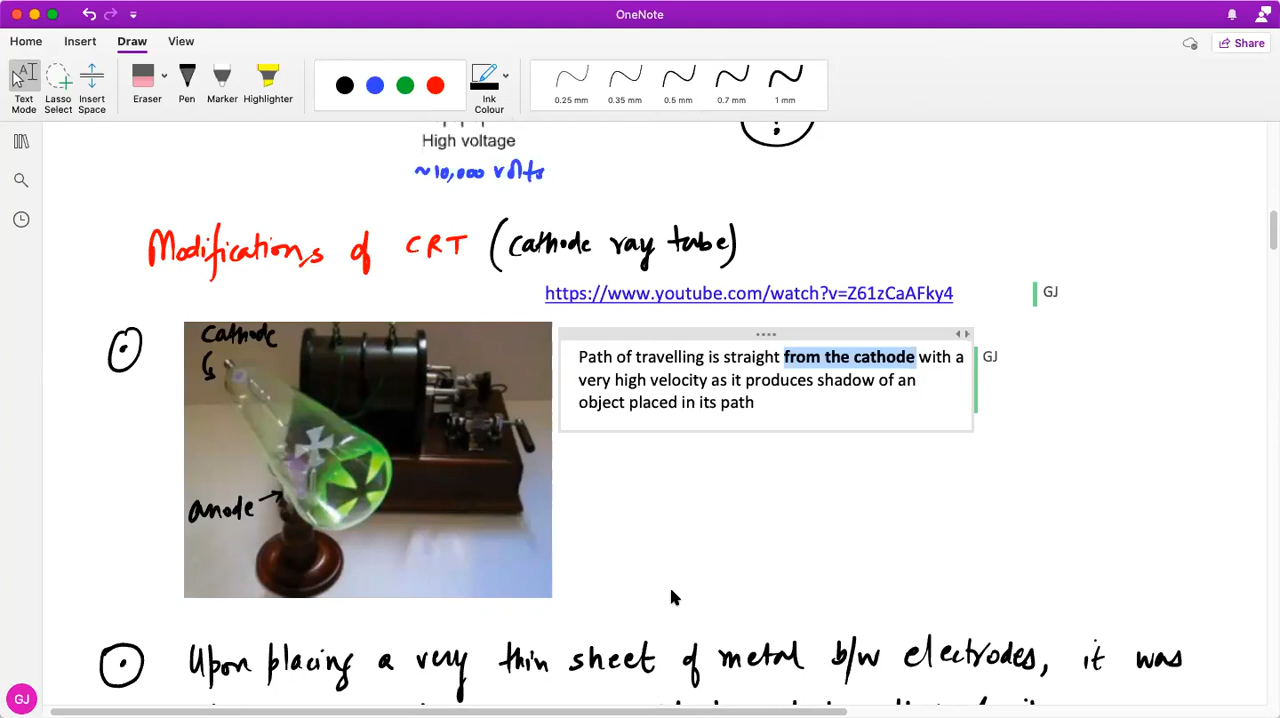 OneNote
Home Insert Draw View
Share
Text Mode
Lasso Select
Insert Space
Eraser
Pen
Marker
Highlighter
Ink Colour
0.25 mm
0.35 mm
0.5 mm
0.7 mm
1 mm
High voltage
~10,000 volts
Modifications of CRT (cathode ray tube)
https://www.youtube.com/watch?v=Z61zCaAFky4
GJ
cathode
anode
Path of travelling is straight from the cathode with a
very high velocity as it produces shadow of an
object placed in its path
GJ
Upon placing a very thin sheet of metal b/w electrodes, it was
GJ